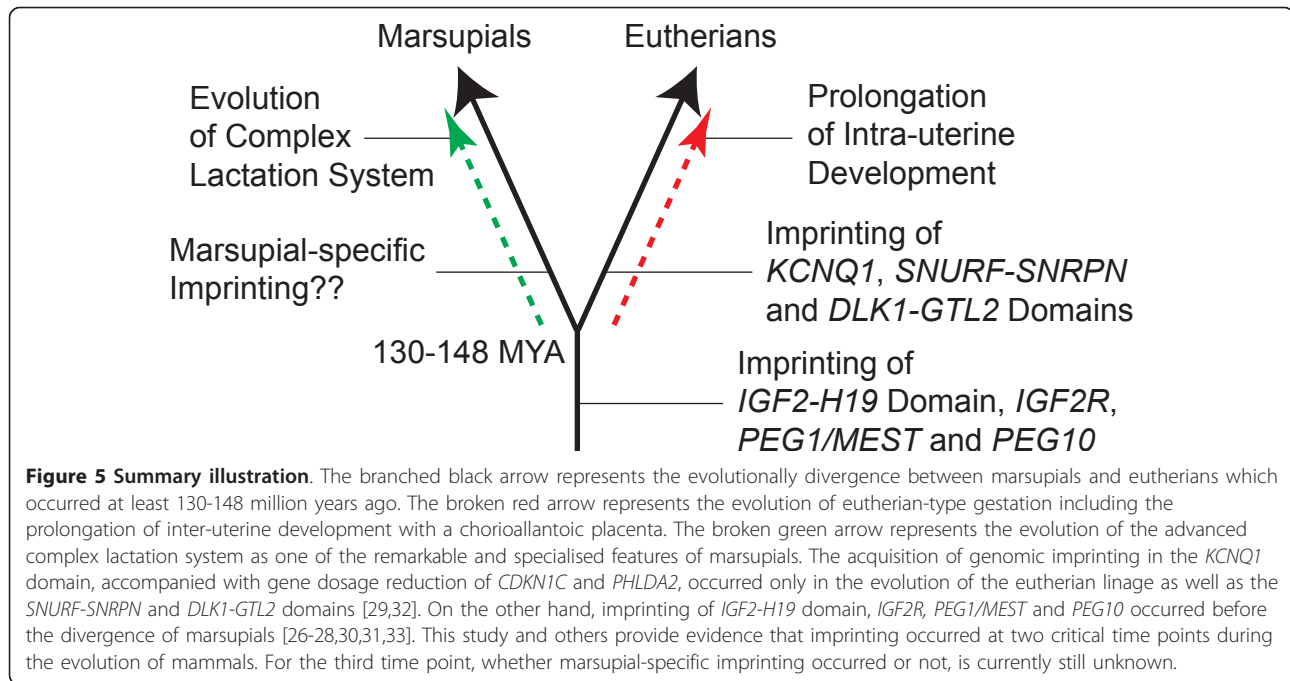 Marsupials
Eutherians
Evolution
of Complex
Lactation System
Prolongation
of Intra-uterine
Development
Marsupial-specific
Imprinting??
Imprinting of
KCNQ1, SNURF-SNRPN
and DLK1-GTL2 Domains
130-148 MYA
Imprinting of
IGF2-H19 Domain, IGF2R,
PEG1/MEST and PEG10
Figure 5 Summary illustration. The branched black arrow represents the evolutionally divergence between marsupials and eutherians which
occurred at least 130-148 million years ago. The broken red arrow represents the evolution of eutherian-type gestation including the
prolongation of inter-uterine development with a chorioallantoic placenta. The broken green arrow represents the evolution of the advanced
complex lactation system as one of the remarkable and specialised features of marsupials. The acquisition of genomic imprinting in the KCNQ1
domain, accompanied with gene dosage reduction of CDKN1C and PHLDA2, occurred only in the evolution of the eutherian linage as well as the
SNURF-SNRPN and DLK1-GTL2 domains [29,32]. On the other hand, imprinting of IGF2-H19 domain, IGF2R, PEG1/MEST and PEG10 occurred before
the divergence of marsupials [26-28,30,31,33]. This study and others provide evidence that imprinting occurred at two critical time points during
the evolution of mammals. For the third time point, whether marsupial-specific imprinting occurred or not, is currently still unknown.